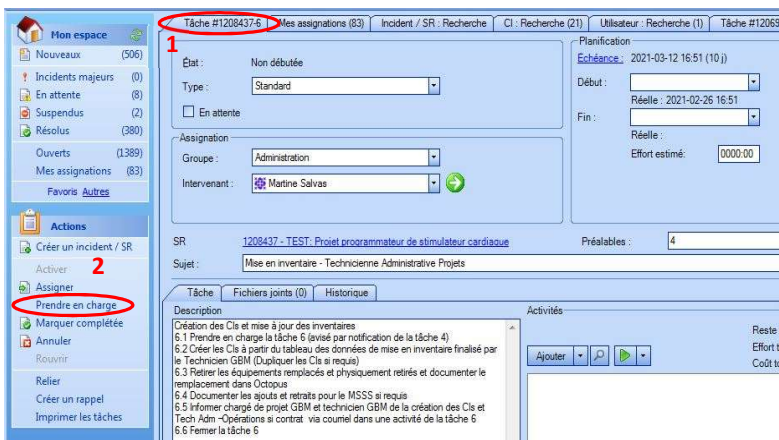 Tâche #1208437-6
Mes assignations (83)
Incident / SR : Recherche
CI : Recherche (21)
Utilisateur : Recherche (1)
Tâche #12069
1
Mon espace
Nouveaux (506)
Incidents majeurs (0)
En attente (8)
Suspendus (2)
Résolus (380)
Ouverts (1389)
Mes assignations (83)
Favoris Autres
Actions
Créer un incident / SR
Activer
2
Assigner
Prendre en charge
Marquer complétée
Annuler
Rouvrir
Relier
Créer un rappel
Imprimer les tâches
État : Non débutée
Type : Standard
En attente
Assignation
Groupe : Administration
Intervenant : Martine Salvas
Planification
Echéance : 2021-03-12 16:51 (10 j)
Début :
Réelle : 2021-02-26 16:51
Fin :
Réelle :
Effort estimé: 0000:00
SR 1208437 - TEST: Projet programmateur de stimulateur cardiaque
Préalables : 4
Sujet : Mise en inventaire - Technicienne Administrative Projets
Tâche
Fichiers joints (0)
Historique
Description
Création des CIs et mise à jour des inventaires
6.1 Prendre en charge la tâche 6 (avisé par notification de la tâche 4)
6.2 Créer les CIs à partir du tableau des données de mise en inventaire finalisé par
le Technicien GBM (Dupliquer les CIs si requis)
6.3 Retirer les équipements remplacés et physiquement retirés et documenter le
remplacement dans Octopus
6.4 Documenter les ajouts et retraits pour le MSSS si requis
6.5 Informer chargé de projet GBM et technicien GBM de la création des CIs et
Tech Adm -Opérations si contrat via courriel dans une activité de la tâche 6
6.6 Fermer la tâche 6
Activités
Ajouter
Reste
Effort t
Coût to